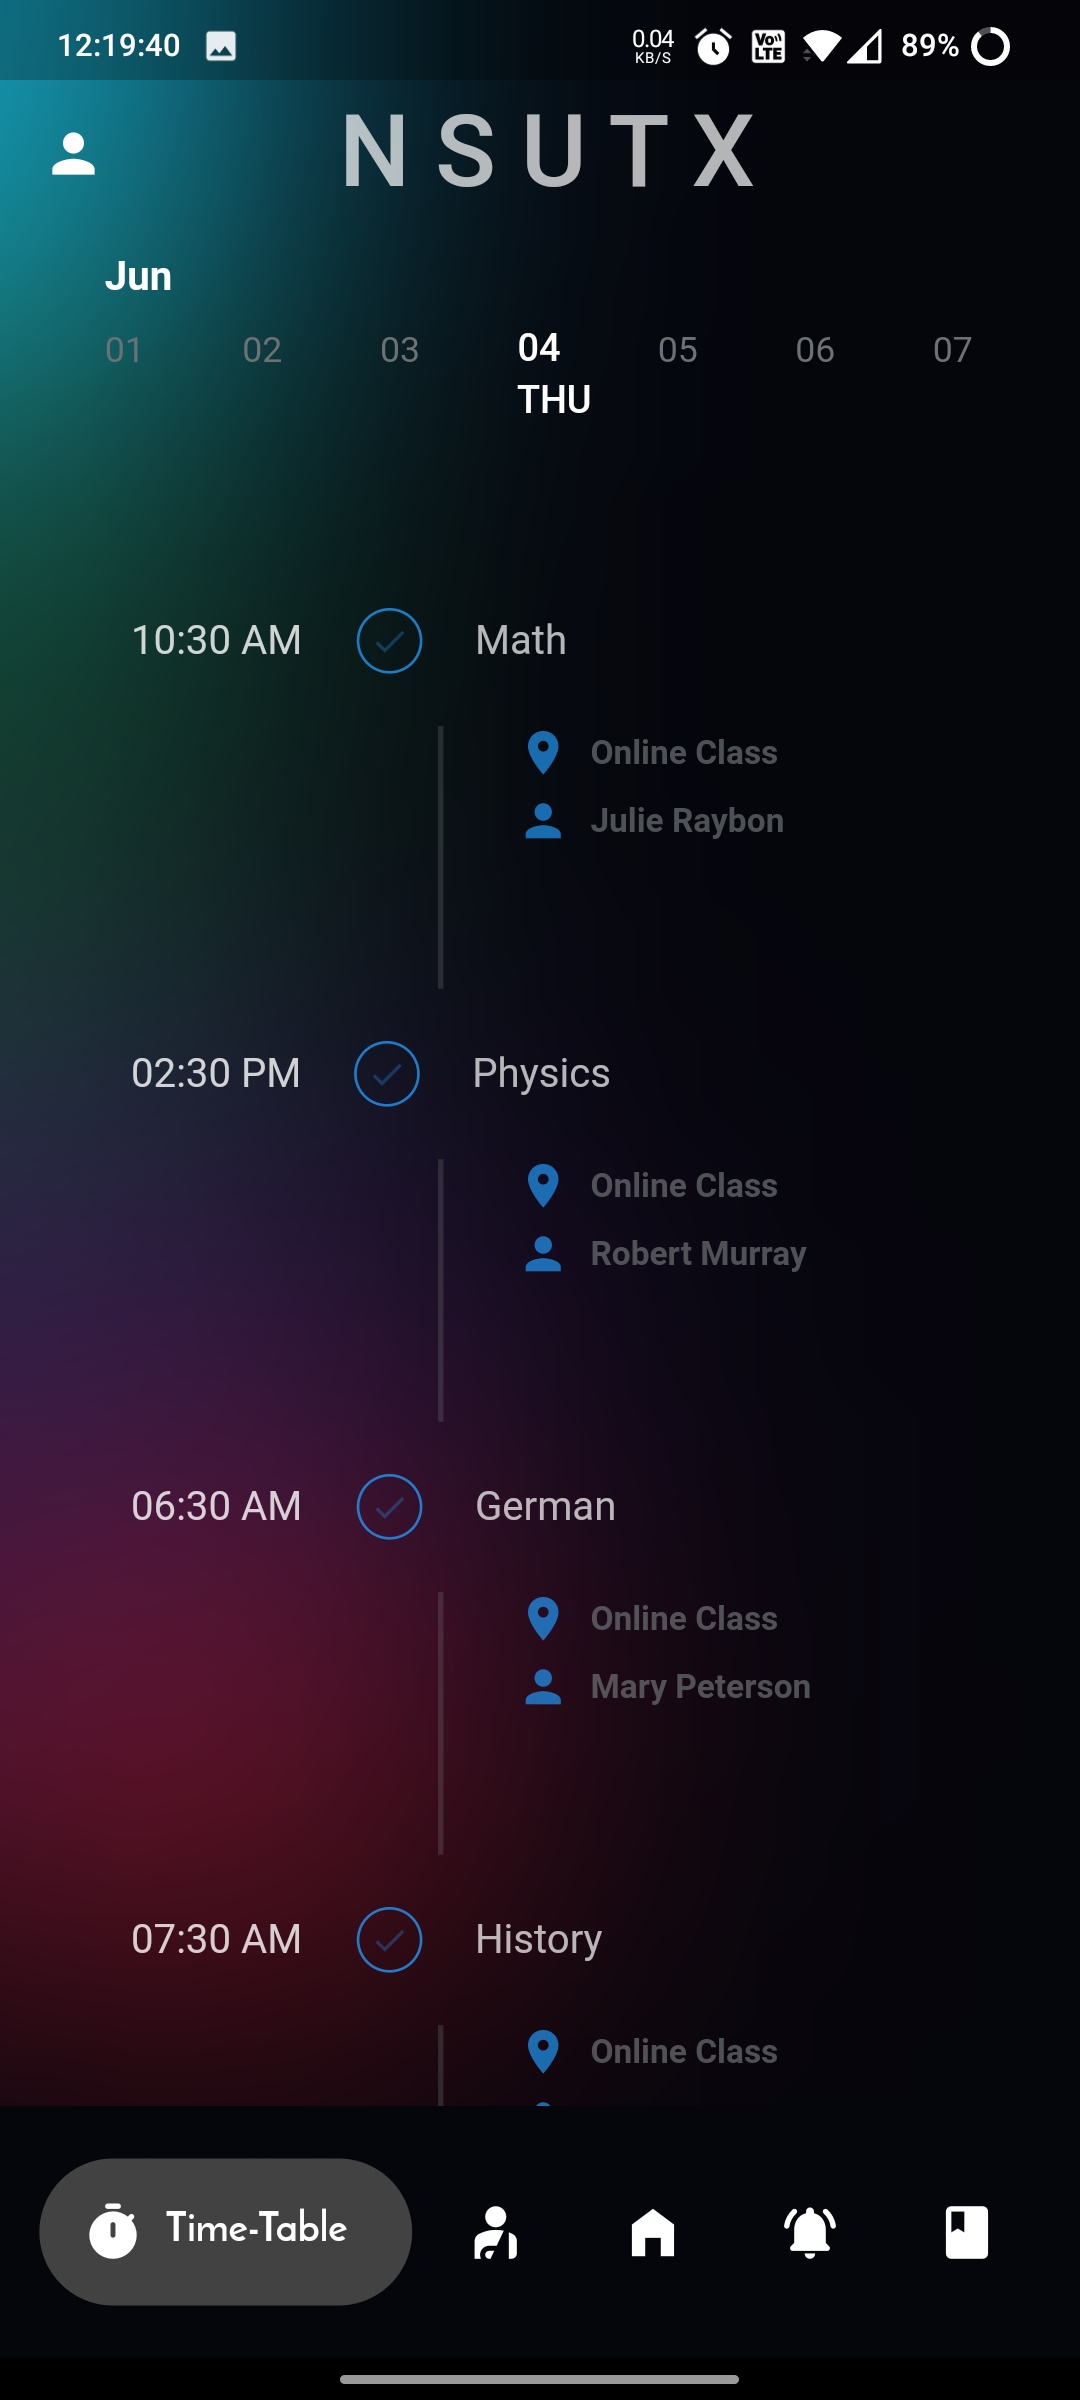 12:19:40 0.04 KB/S Vo LTE 89%
NSUTX
Jun
01 02 03 04 05 06 07
THU
10:30 AM Math
Online Class
Julie Raybon
02:30 PM Physics
Online Class
Robert Murray
06:30 AM German
Online Class
Mary Peterson
07:30 AM History
Online Class
Time-Table